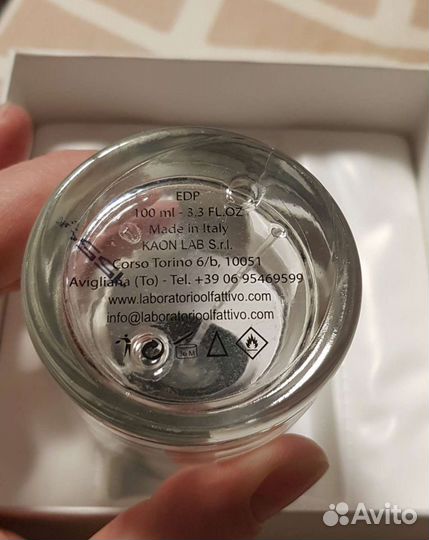 EDP
100 ml - 3,3 FL.OZ
Made in Italy
KAON LAB S.r.l.
Corso Torino 6/b, 10051
Avigliana (To) - Tel. +39 06 95469599
www.laboratorioolfattivo.com
info@laboratorioolfattivo.com
36 M
Avito